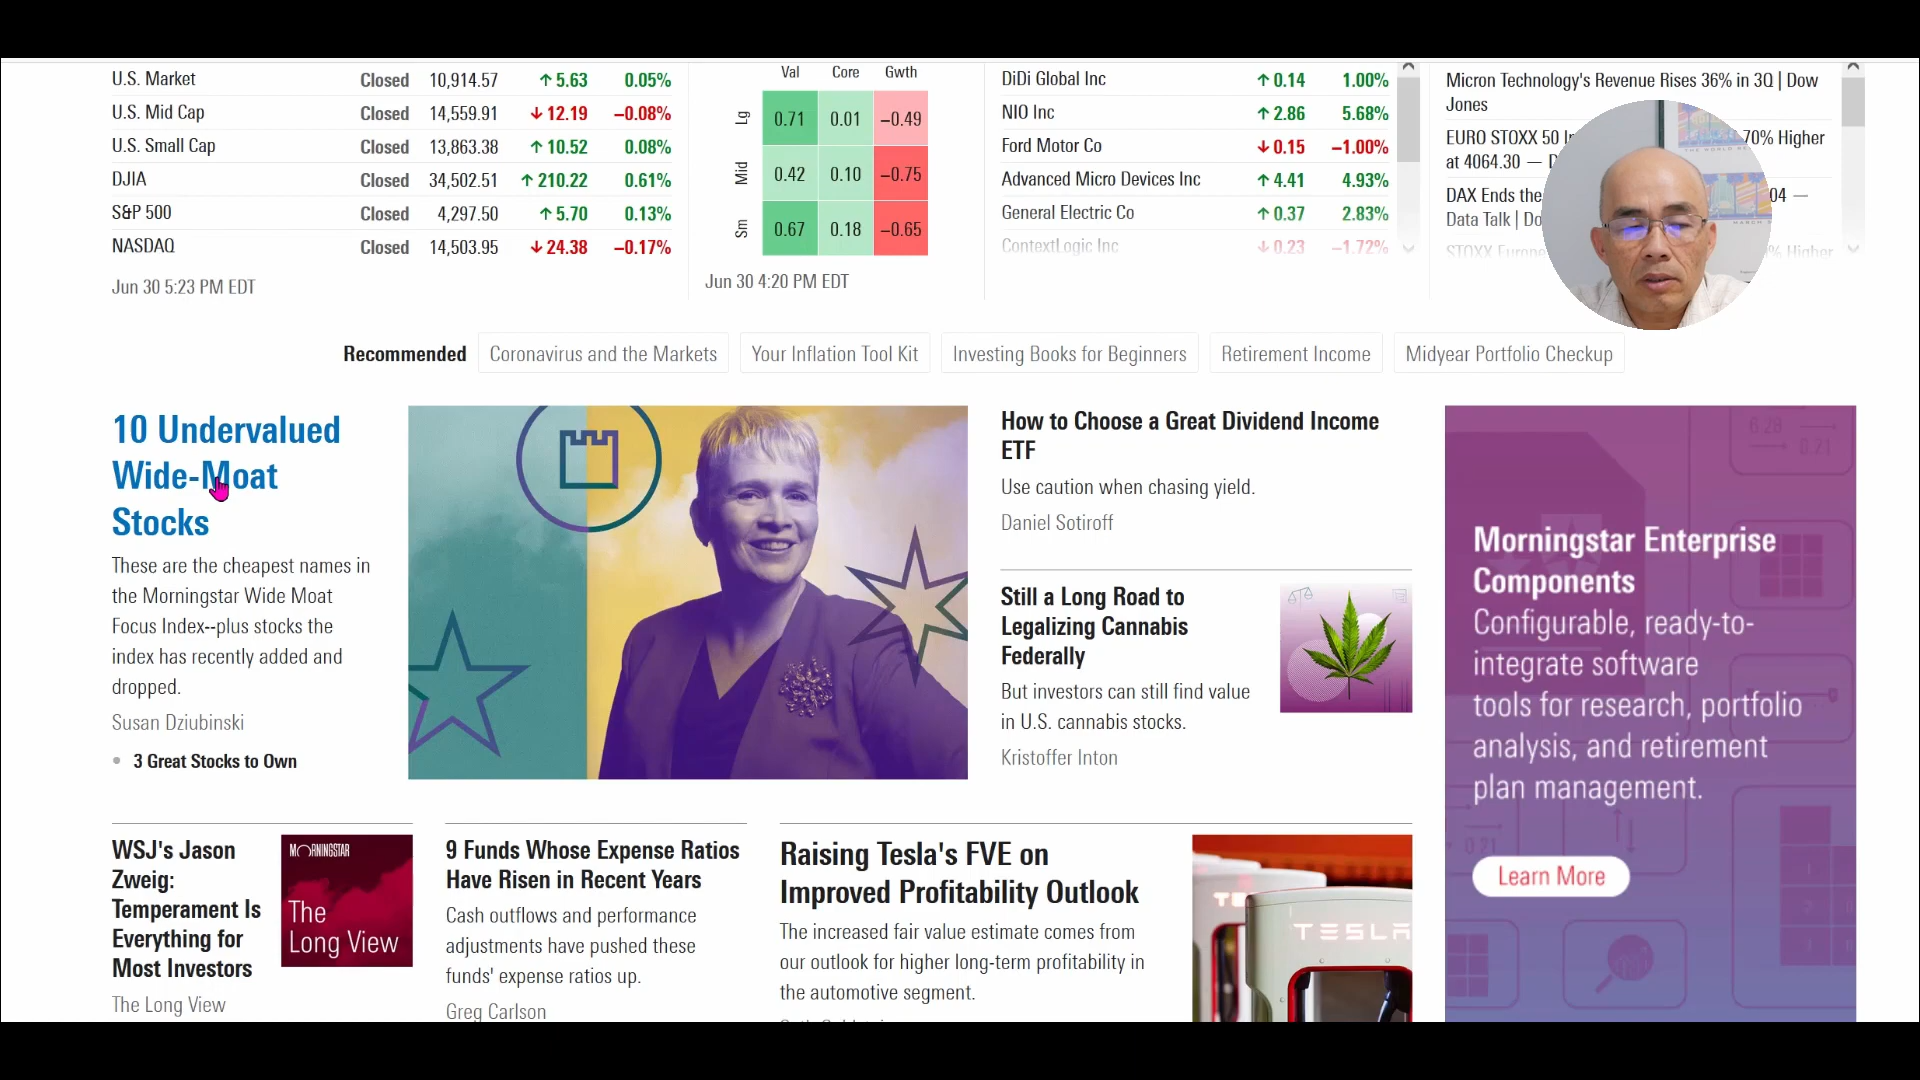 U.S. Market Closed 10,914.57 ↑ 5.63 0.05%
U.S. Mid Cap Closed 14,559.91 ↓ 12.19 −0.08%
U.S. Small Cap Closed 13,863.38 ↑ 10.52 0.08%
DJIA Closed 34,502.51 ↑ 210.22 0.61%
S&P 500 Closed 4,297.50 ↑ 5.70 0.13%
NASDAQ Closed 14,503.95 ↓ 24.38 −0.17%
Jun 30 5:23 PM EDT
Val Core Gwth
Lg 0.71 0.01 −0.49
Mid 0.42 0.10 −0.75
Sm 0.67 0.18 −0.65
Jun 30 4:20 PM EDT
DiDi Global Inc ↑ 0.14 1.00%
NIO Inc ↑ 2.86 5.68%
Ford Motor Co ↓ 0.15 −1.00%
Advanced Micro Devices Inc ↑ 4.41 4.93%
General Electric Co ↑ 0.37 2.83%
ContextLogic Inc ↓ 0.23 −1.72%
Micron Technology's Revenue Rises 36% in 3Q | Dow
Jones
EURO STOXX 50 70% Higher
at 4064.30 —
DAX Ends the 04 —
Data Talk |
STOXX Europe % Higher
Recommended
Coronavirus and the Markets
Your Inflation Tool Kit
Investing Books for Beginners
Retirement Income
Midyear Portfolio Checkup
10 Undervalued
Wide-Moat
Stocks
These are the cheapest names in
the Morningstar Wide Moat
Focus Index--plus stocks the
index has recently added and
dropped.
Susan Dziubinski
• 3 Great Stocks to Own
How to Choose a Great Dividend Income
ETF
Use caution when chasing yield.
Daniel Sotiroff
Still a Long Road to
Legalizing Cannabis
Federally
But investors can still find value
in U.S. cannabis stocks.
Kristoffer Inton
6.28
0.21
Morningstar Enterprise
Components
Configurable, ready-to-
integrate software
tools for research, portfolio
analysis, and retirement
plan management.
0.21
Learn More
WSJ's Jason
Zweig:
Temperament Is
Everything for
Most Investors
The Long View
MORNINGSTAR
The
Long View
9 Funds Whose Expense Ratios
Have Risen in Recent Years
Cash outflows and performance
adjustments have pushed these
funds' expense ratios up.
Greg Carlson
Raising Tesla's FVE on
Improved Profitability Outlook
The increased fair value estimate comes from
our outlook for higher long-term profitability in
the automotive segment.
TE
TESLA